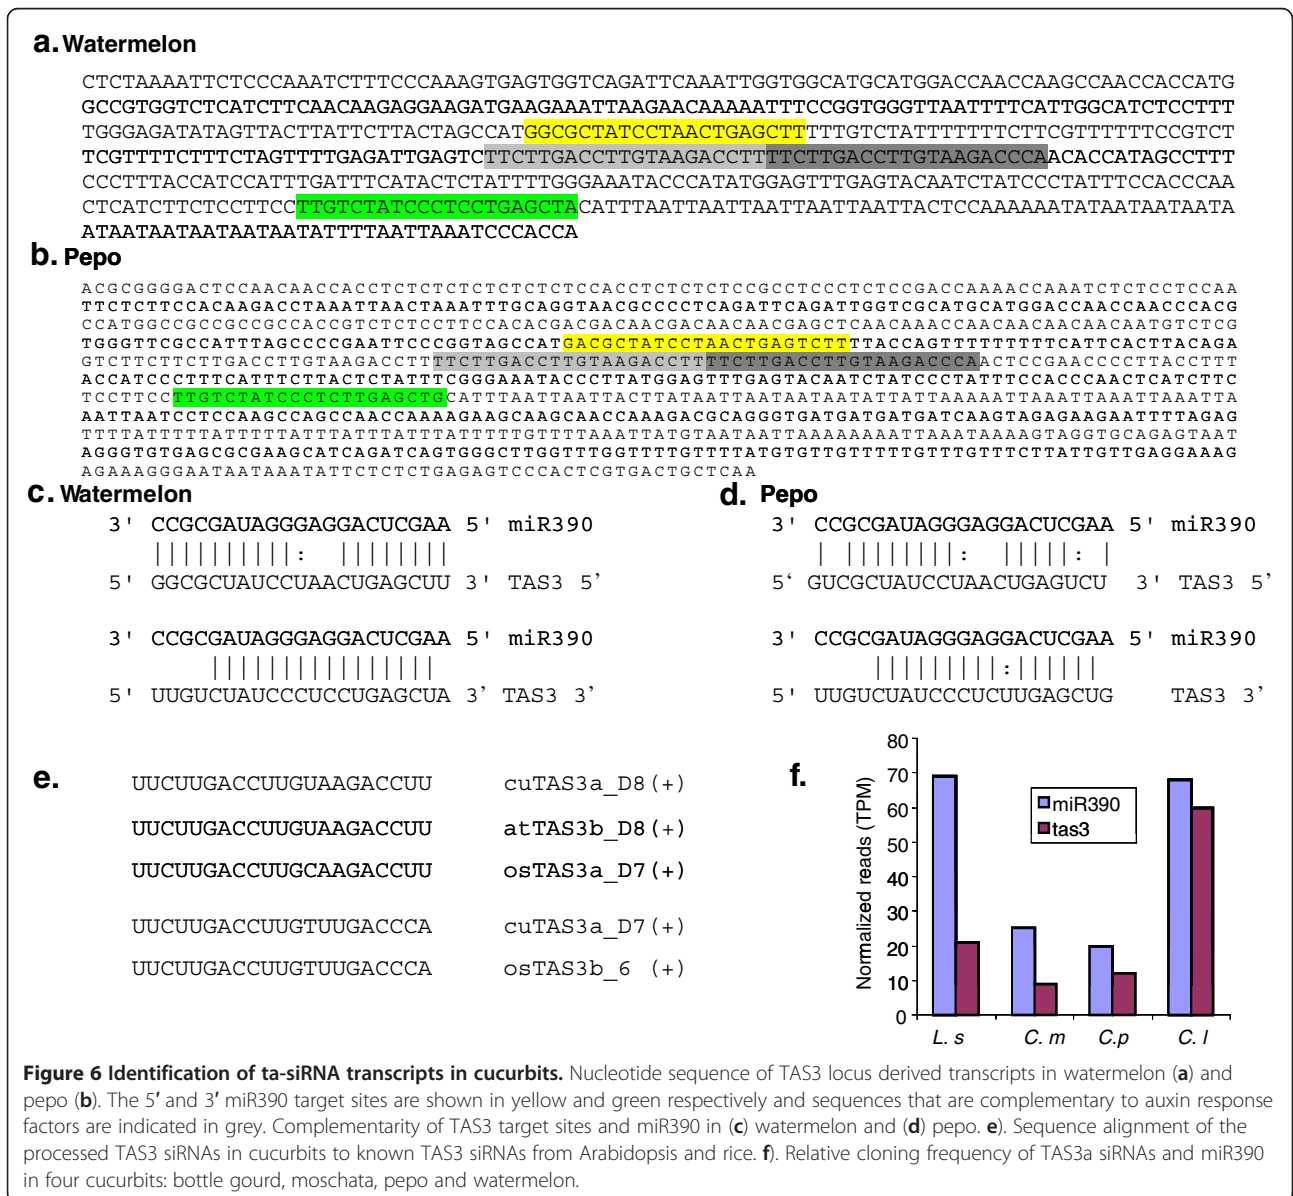 a. Watermelon
CTCTAAAATTCTCCCAAATCTTTCCCAAAGTGAGTGGTCAGATTCAAATTGGTGGCATGCATGGACCAACCAAGCCAACCACCATG
GCCGTGGTCTCATCTTCAACAAGAGGAAGATGAAGAAATTAAGAACAAAAATTTCCGGTGGGTTAATTTTCATTGGCATCTCCTTT
TGGGAGATATAGTTACTTATTCTTACTAGCCATGGCGCTATCCTAACTGAGCTTTTTGTCTATTTTTTTCTTCGTTTTTTCCGTCT
TCGTTTTCTTTCTAGTTTTGAGATTGAGTCTTCTTGACCTTGTAAGACCTTTTCTTGACCTTGTAAGACCCAACACCATAGCCTTT
CCCTTTACCATCCATTTGATTTCATACTCTATTTTGGGAAATACCCATATGGAGTTTGAGTACAATCTATCCCTATTTCCACCCAA
CTCATCTTCTCCTTCCTTGTCTATCCCTCCTGAGCTACATTTAATTAATTAATTAATTAATTACTCCAAAAAATATAATAATAATA
ATAATAATAATAATAATATTTTAATTAAATCCCACCA
b. Pepo
ACGCGGGGACTCCAACAACCACCTCTCTCTCTCTCTCTCCACCTCTCTCTCCGCCTCCCTCTCCGACCAAAACCAAATCTCTCCTCCAA
TTCTCTTCCACAAGACCTAAATTAACTAAATTTGCAGGTAACGCCCCTCAGATTCAGATTGGTCGCATGCATGGACCAACCAACCCACG
CCATGGCCGCCGCCGCCACCGTCTCTCCTTCCACACGACGACAACGACAACAACGAGCTCAACAAACCAACAACAACAACAATGTCTCG
TGGGTTCGCCATTTAGCCCCGAATTCCCGGTAGCCATGACGCTATCCTAACTGAGTCTTTTACCAGTTTTTTTTTTCATTCACTTACAGA
GTCTTCTTCTTGACCTTGTAAGACCTTTTCTTGACCTTGTAAGACCTTTTCTTGACCTTGTAAGACCCAACTCCGAACCCCTTACCTTT
ACCATCCCTTTCATTTCTTACTCTATTTCGGGAAATACCCTTATGGAGTTTGAGTACAATCTATCCCTATTTCCACCCAACTCATCTTC
TCCTTCCTTGTCTATCCCTCTTGAGCTGCATTTAATTAATTACTTATAATTAATAATAATATTATTAAAAATTAAATTAAATTAAATTA
AATTAATCCTCCAAGCCAGCCAACCAAAAGAAGCAAGCAACCAAAGACGCAGGGTGATGATGATGATCAAGTAGAGAAGAATTTTAGAG
TTTTATTTTTATTTTTATTTATTTATTTATTTTTGTTTTAAATTATGTAATAATTAAAAAAAATTAAATAAAAGTAGGTGCAGAGTAAT
AGGGTGTGAGCGCGAAGCATCAGATCAGTGGGCTTGGTTTGGTTTTGTTTTATGTGTTGTTTTTGTTTGTTTCTTATTGTTGAGGAAAG
AGAAAGGGAATAATAAATATTCTCTCTGAGAGTCCCACTCGTGACTGCTCAA
c. Watermelon
3' CCGCGAUAGGGAGGACUCGAA 5' miR390
||||||||||: ||||||||
5' GGCGCUAUCCUAACUGAGCUU 3' TAS3 5’
3' CCGCGAUAGGGAGGACUCGAA 5' miR390
||||||||||||||||
5' UUGUCUAUCCCUCCUGAGCUA 3’ TAS3 3’
d. Pepo
3' CCGCGAUAGGGAGGACUCGAA 5' miR390
| ||||||||: |||||: |
5‘ GUCGCUAUCCUAACUGAGUCU 3' TAS3 5’
3' CCGCGAUAGGGAGGACUCGAA 5' miR390
|||||||||:||||||
5' UUGUCUAUCCCUCUUGAGCUG TAS3 3’
e.
UUCUUGACCUUGUAAGACCUU cuTAS3a_D8(+)
UUCUUGACCUUGUAAGACCUU atTAS3b_D8(+)
UUCUUGACCUUGCAAGACCUU osTAS3a_D7(+)
UUCUUGACCUUGTUUGACCCA cuTAS3a_D7(+)
UUCUUGACCUUGTUUGACCCA osTAS3b_6 (+)
f.
Normalized reads (TPM)
80
70
60
50
40
30
20
10
0
miR390
tas3
L. s C. m C.p C. l
Figure 6 Identification of ta-siRNA transcripts in cucurbits. Nucleotide sequence of TAS3 locus derived transcripts in watermelon (a) and
pepo (b). The 5′ and 3′ miR390 target sites are shown in yellow and green respectively and sequences that are complementary to auxin response
factors are indicated in grey. Complementarity of TAS3 target sites and miR390 in (c) watermelon and (d) pepo. e). Sequence alignment of the
processed TAS3 siRNAs in cucurbits to known TAS3 siRNAs from Arabidopsis and rice. f). Relative cloning frequency of TAS3a siRNAs and miR390
in four cucurbits: bottle gourd, moschata, pepo and watermelon.